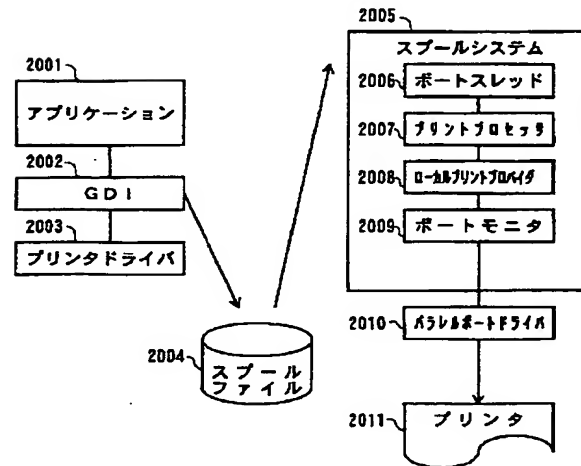 2001
アプリケーション
2002
GDI
2003
プリンタドライバ
2004
スプール
ファイル
2005
スプールシステム
2006
ポートスレッド
2007
プリントプロセッサ
2008
ローカルプリントプロバイダ
2009
ポートモニタ
2010
パラレルポートドライバ
2011
プリンタ